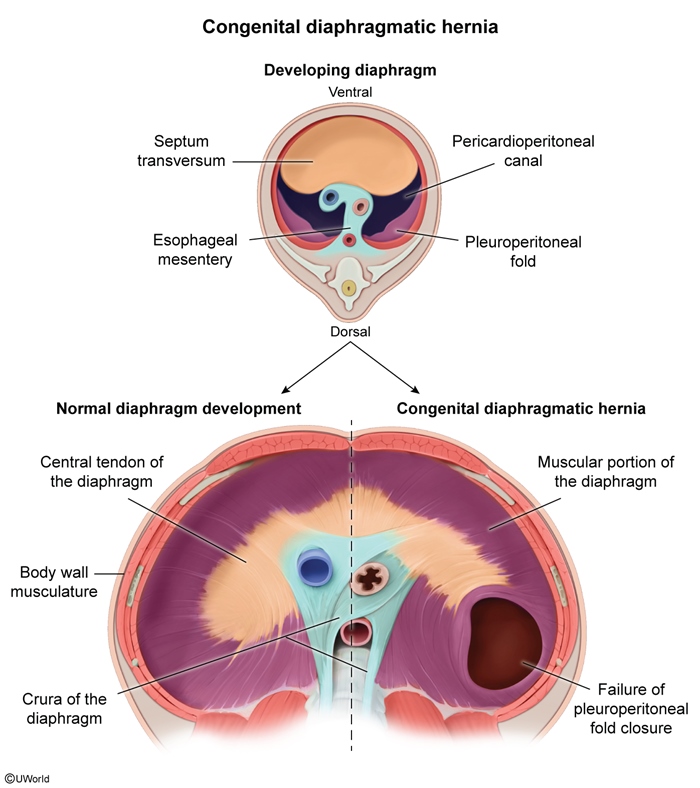 Congenital diaphragmatic hernia
Developing diaphragm
Ventral
Septum
transversum
Pericardioperitoneal
canal
Esophageal
mesentery
Pleuroperitoneal
fold
Dorsal
Normal diaphragm development
Congenital diaphragmatic hernia
Central tendon of
the diaphragm
Muscular portion of
the diaphragm
Body wall
musculature
Crura of the
diaphragm
Failure of
pleuroperitoneal
fold closure
©UWorld